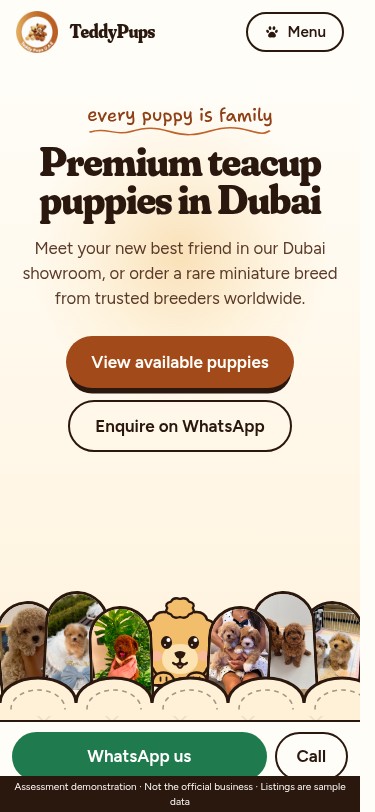 TeddyPups
Menu
every puppy is family
Premium teacup
puppies in Dubai
Meet your new best friend in our Dubai
showroom, or order a rare miniature breed
from trusted breeders worldwide.
View available puppies
Enquire on WhatsApp
WhatsApp us
Call
Assessment demonstration · Not the official business · Listings are sample
data